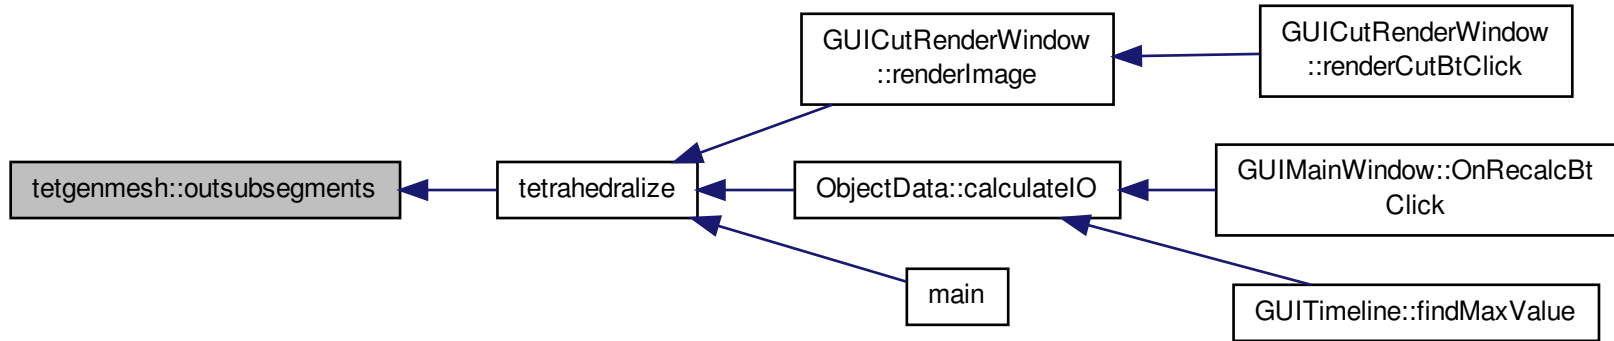 tetgenmesh::outsubsegments
tetrahedralize
GUICutRenderWindow
::renderImage
GUICutRenderWindow
::renderCutBtClick
ObjectData::calculateIO
GUIMainWindow::OnRecalcBt
Click
main
GUITimeline::findMaxValue